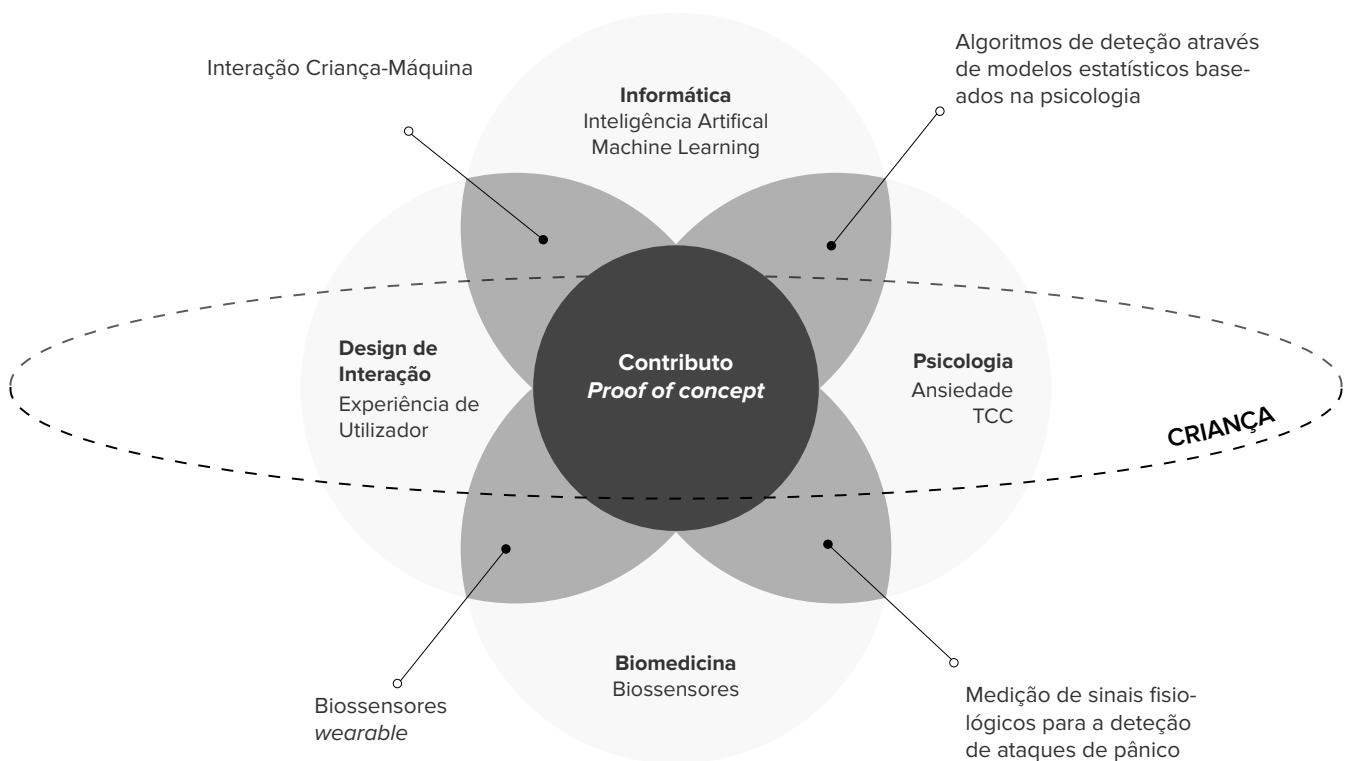 Interação Criança-Máquina
Algoritmos de deteção através
de modelos estatísticos base-
ados na psicologia
Informática
Inteligência Artifical
Machine Learning
Design de
Interação
Experiência de
Utilizador
Contributo
Proof of concept
Psicologia
Ansiedade
TCC
CRIANÇA
Biomedicina
Biossensores
Biossensores
wearable
Medição de sinais fisio-
lógicos para a deteção
de ataques de pânico